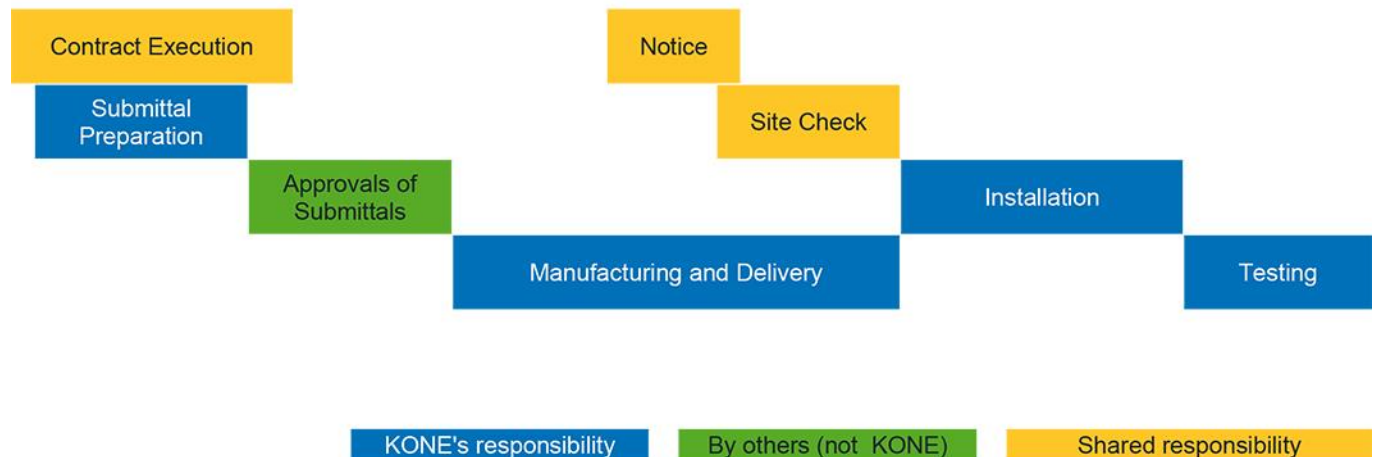 Contract Execution
Notice
Submittal
Preparation
Site Check
Approvals of
Submittals
Installation
Manufacturing and Delivery
Testing
KONE's responsibility
By others (not KONE)
Shared responsibility